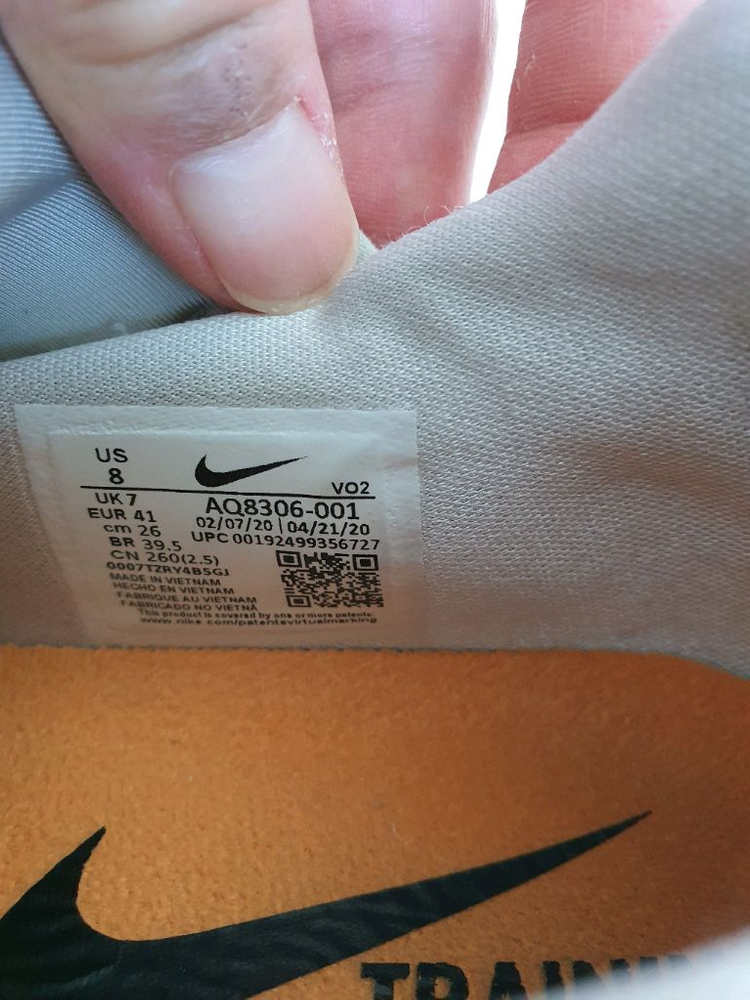 US
8
VO2
UK 7
AQ8306-001
EUR 41
02/07/20 | 04/21/20
cm 26
UPC 00192499356727
BR 39.5
CN 260(2.5)
0007TZRY4B5GJ
MADE IN VIETNAM
HECHO EN VIETNAM
FABRIQUE AU VIETNAM
FABRICADO NO VIETNÃ
This product is covered by one or more patents:
www.nike.com/patentsvirtualmarking